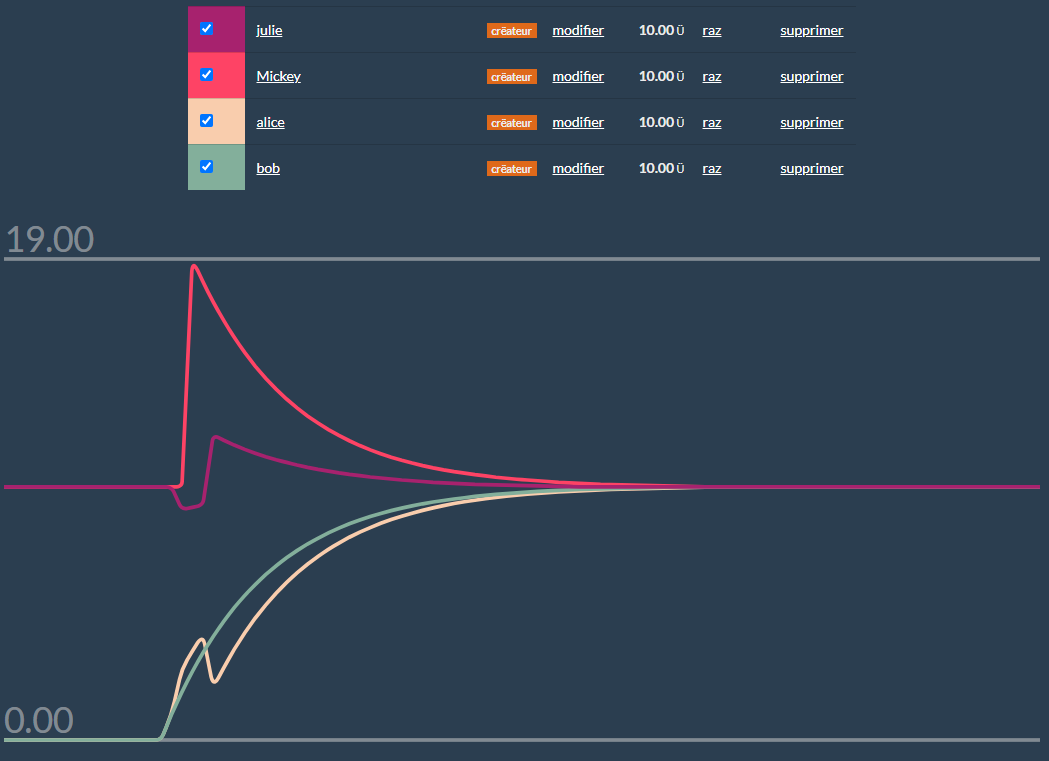 julie créateur modifier 10.00 Ü raz supprimer
Mickey créateur modifier 10.00 Ü raz supprimer
alice créateur modifier 10.00 Ü raz supprimer
bob créateur modifier 10.00 Ü raz supprimer
19.00
0.00